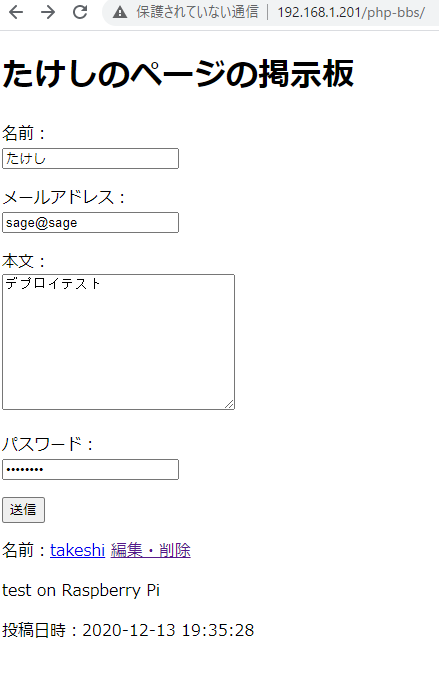 保護されていない通信 | 192.168.1.201/php-bbs/
たけしのページの掲示板
名前：
たけし
メールアドレス：
sage@sage
本文：
デプロイテスト
パスワード：
••••••••
送信
名前：takeshi 編集・削除
test on Raspberry Pi
投稿日時：2020-12-13 19:35:28